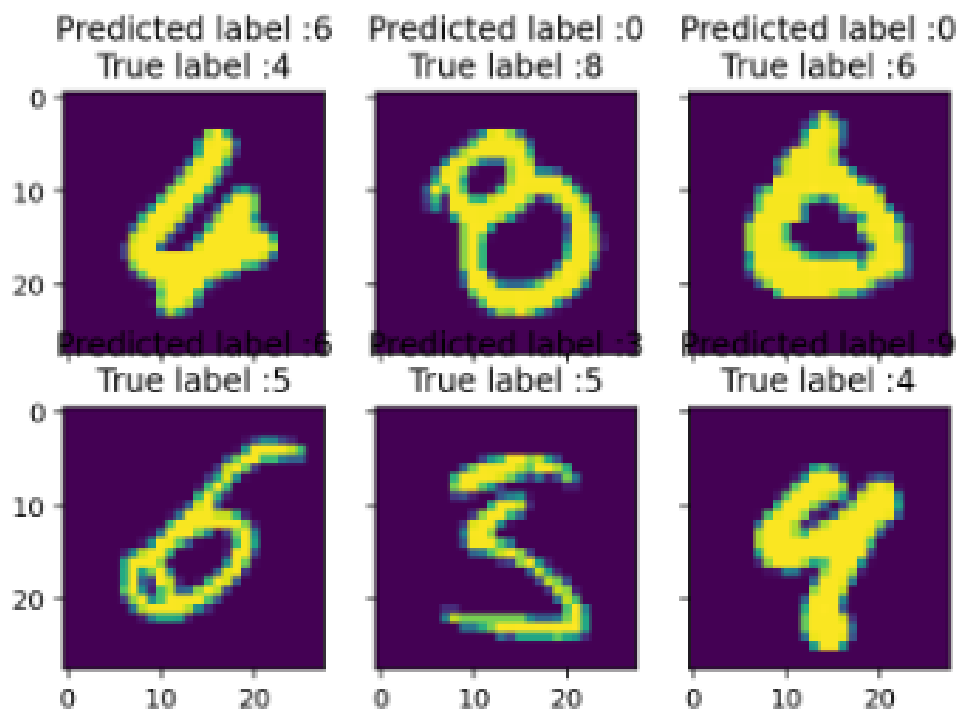 Predicted label :6 Predicted label :0 Predicted label :0
True label :4 True label :8 True label :6
0
10
20
Predicted label :6 Predicted label :3 Predicted label :9
True label :5 True label :5 True label :4
0
10
20
0 10 20 0 10 20 0 10 20